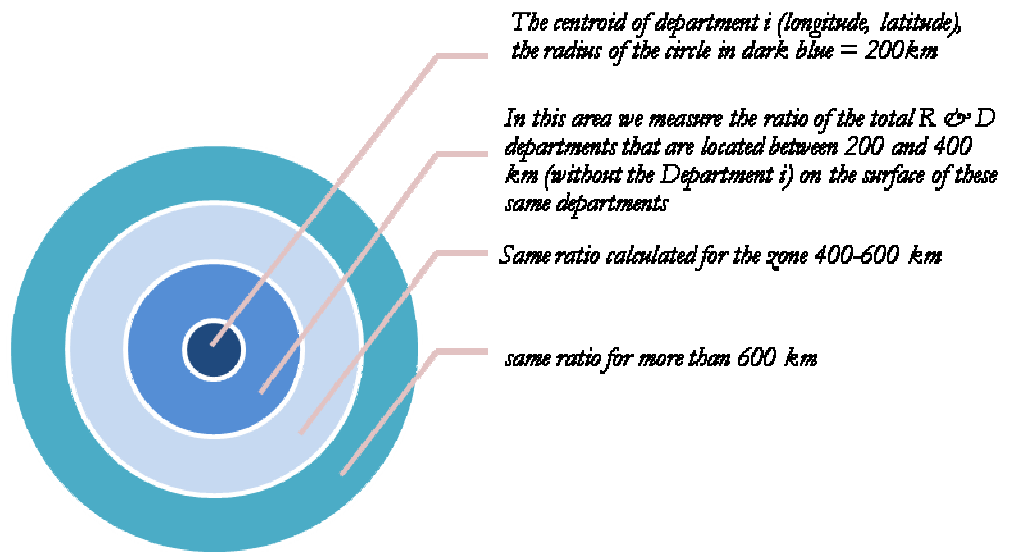 The centroid of department i (longitude, latitude),
the radius of the circle in dark blue = 200km
In this area we measure the ratio of the total R & D
departments that are located between 200 and 400
km (without the Department i) on the surface of these
same departments
Same ratio calculated for the zone 400-600 km
same ratio for more than 600 km